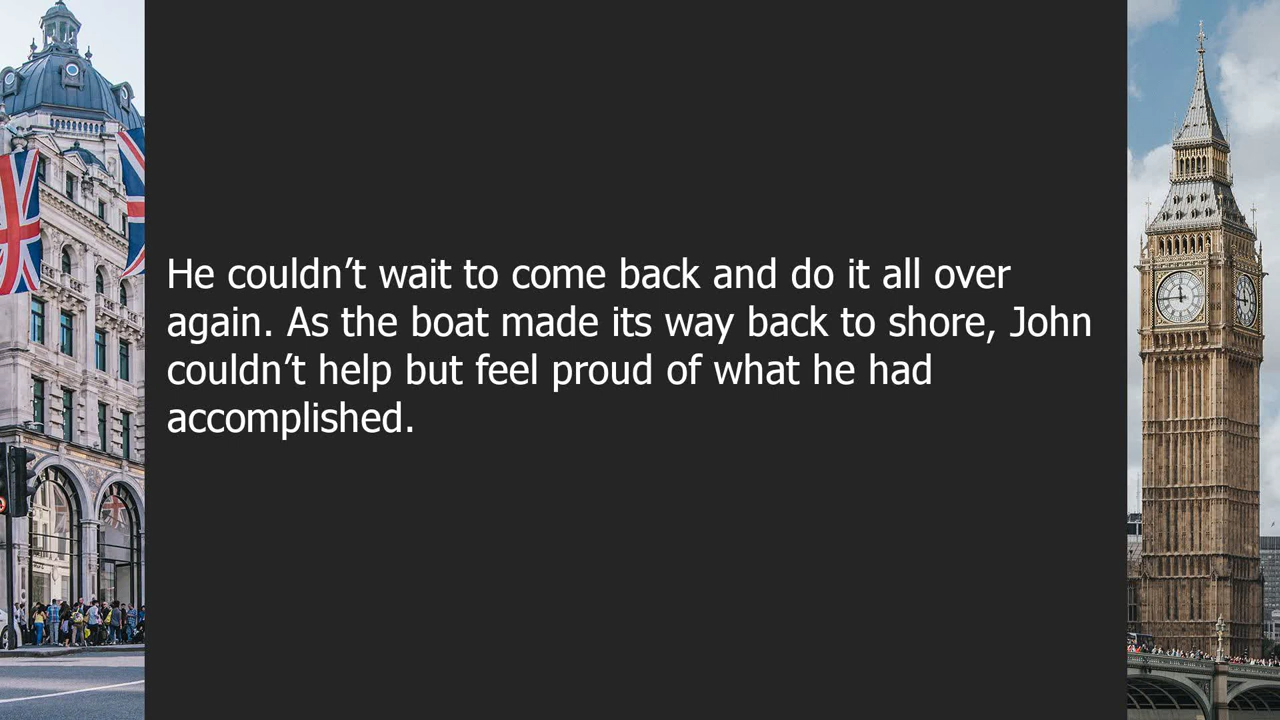 He couldn’t wait to come back and do it all over
again. As the boat made its way back to shore, John
couldn’t help but feel proud of what he had
accomplished.